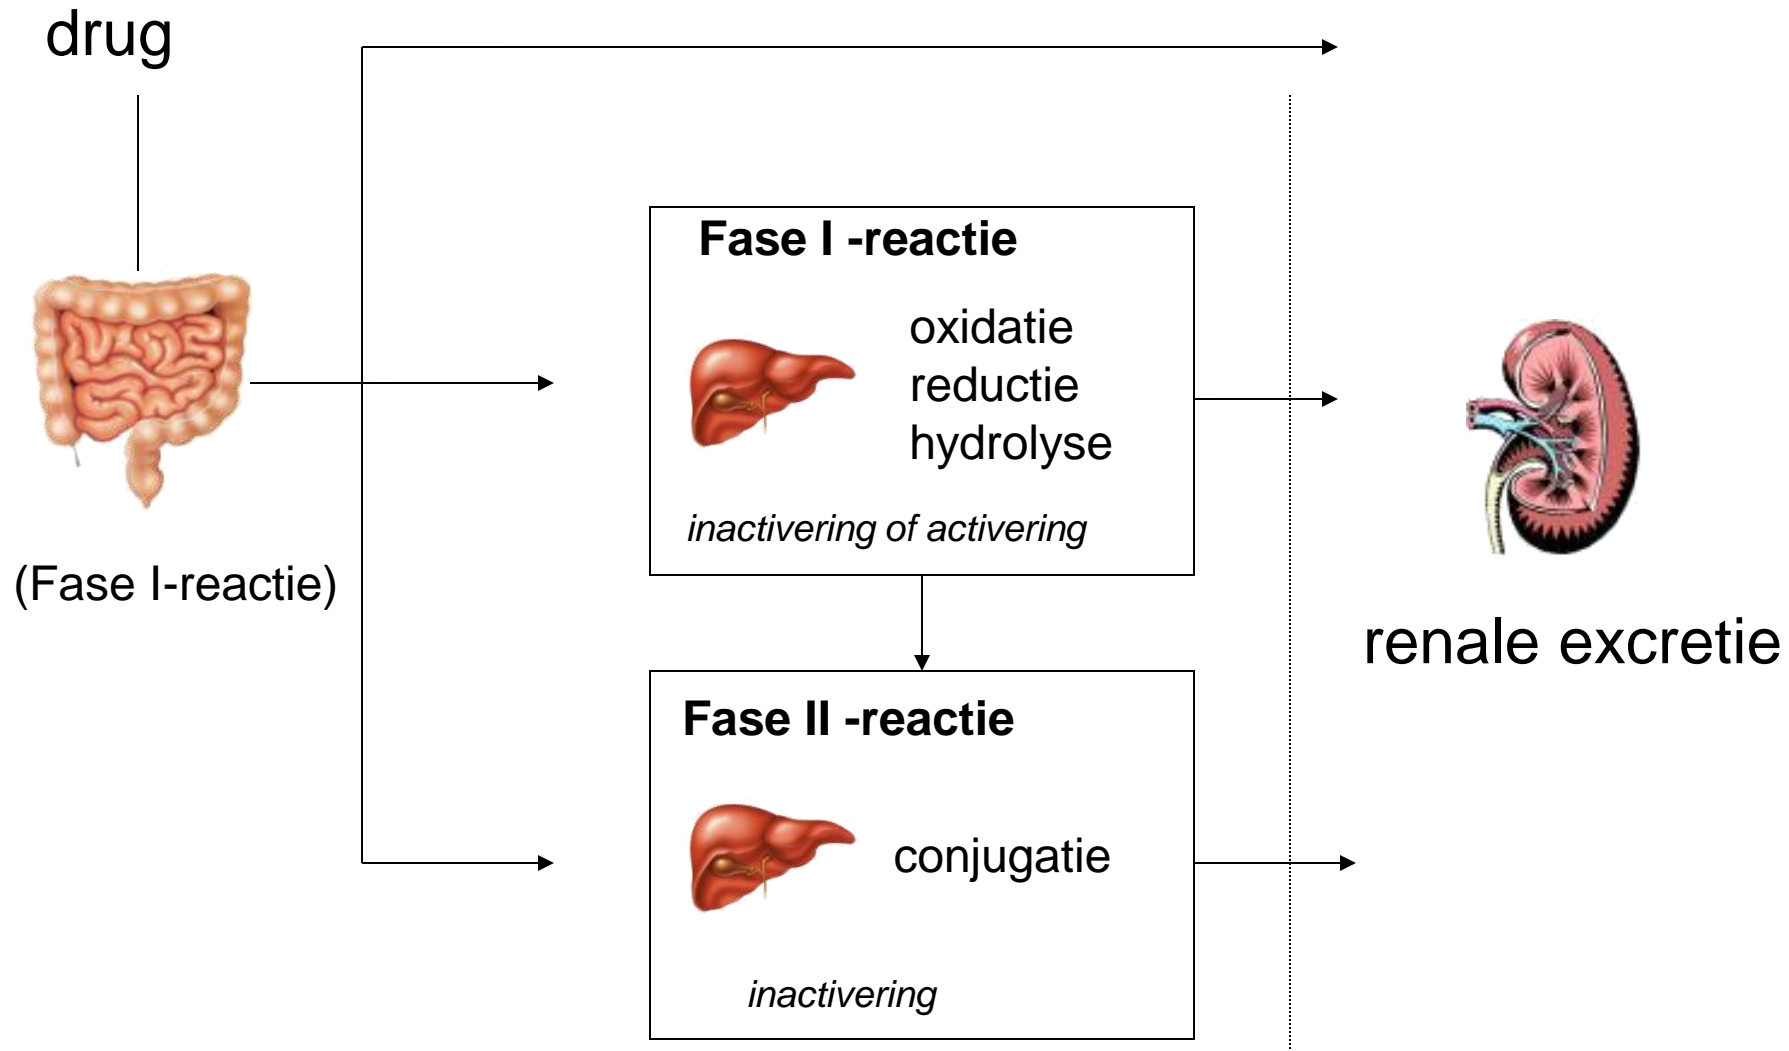 drug
(Fase I-reactie)
Fase I -reactie
oxidatie
reductie
hydrolyse
inactivering of activering
Fase II -reactie
conjugatie
inactivering
renale excretie